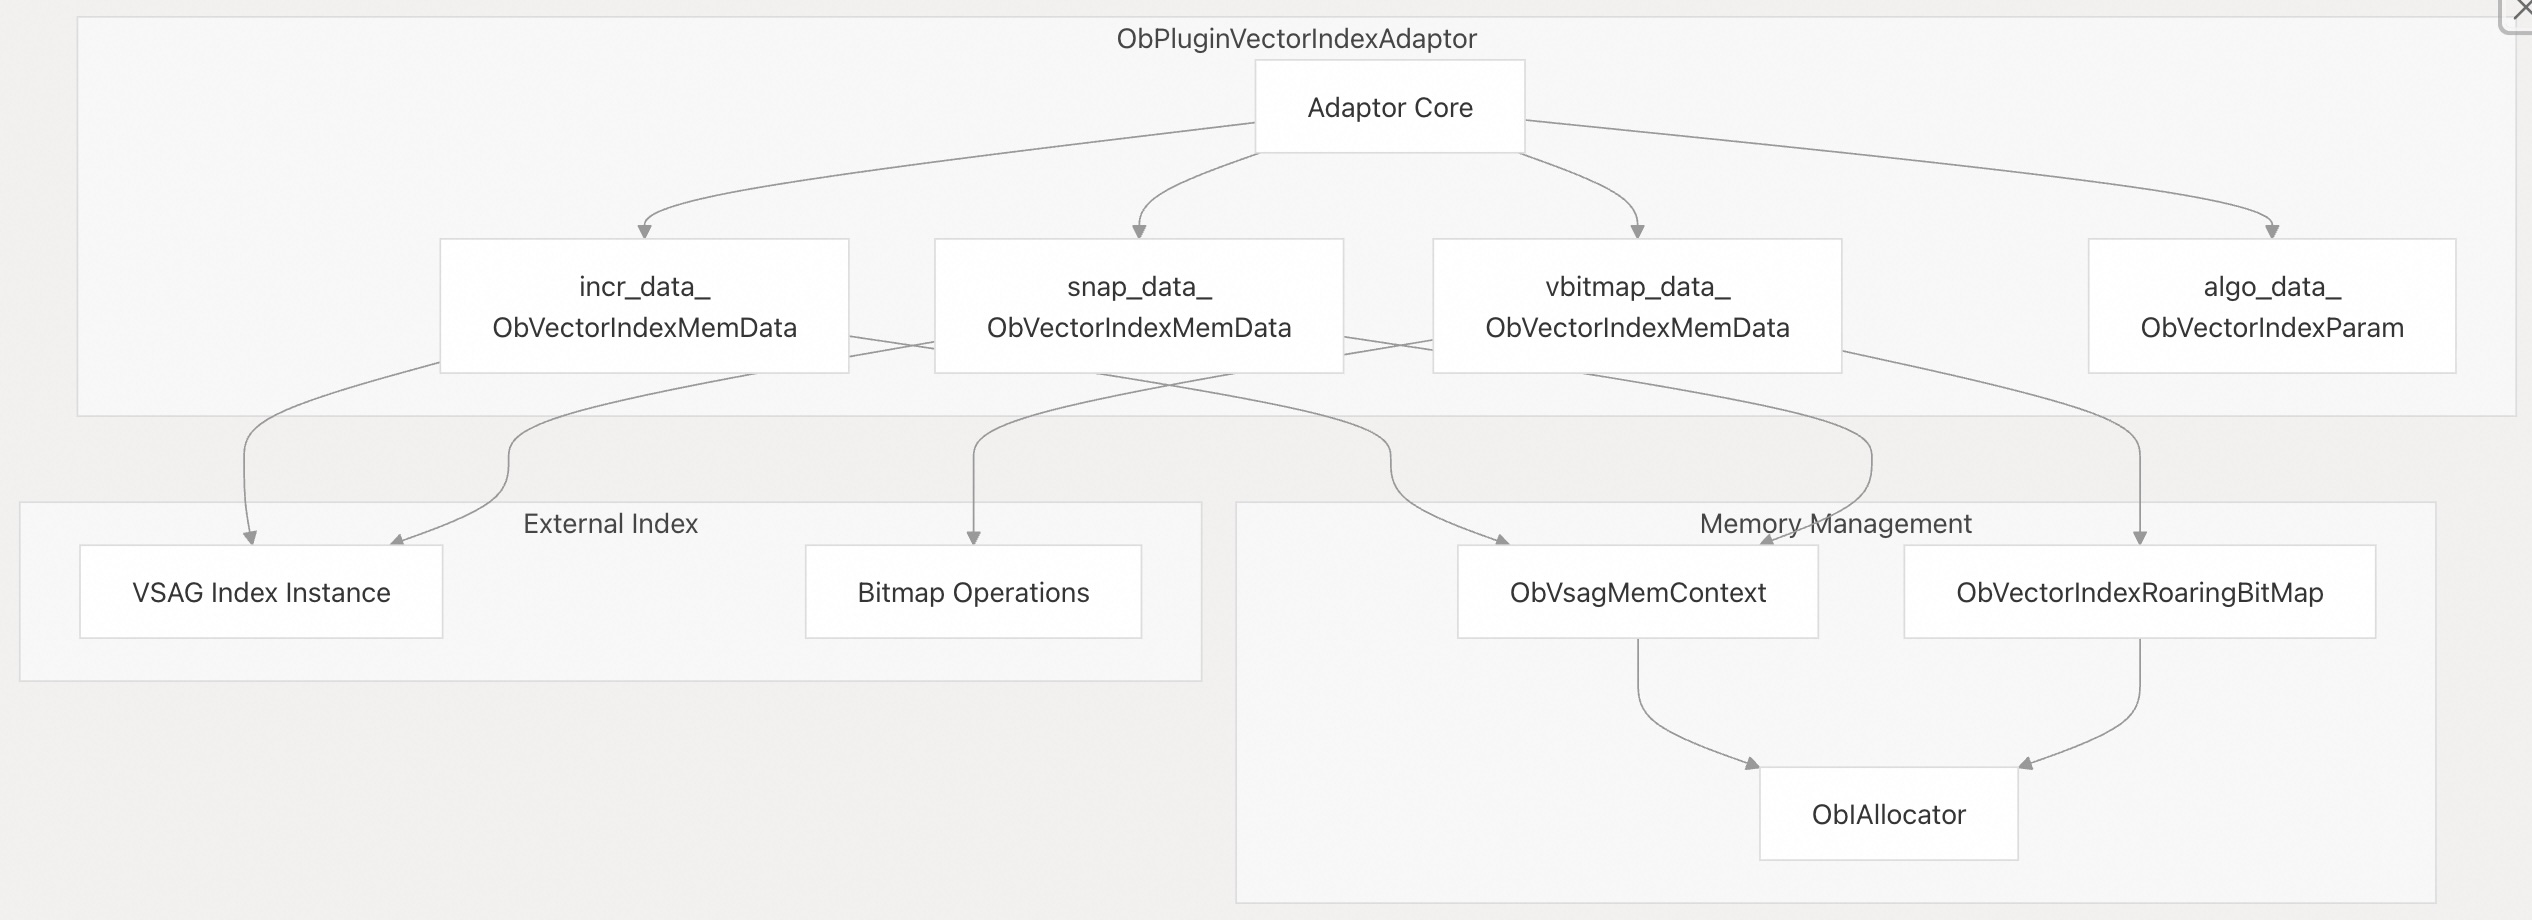 ObPluginVectorIndexAdaptor
Adaptor Core
incr_data_
ObVectorIndexMemData
snap_data_
ObVectorIndexMemData
vbitmap_data_
ObVectorIndexMemData
algo_data_
ObVectorIndexParam
External Index
VSAG Index Instance
Bitmap Operations
Memory Management
ObVsagMemContext
ObVectorIndexRoaringBitMap
ObIAllocator